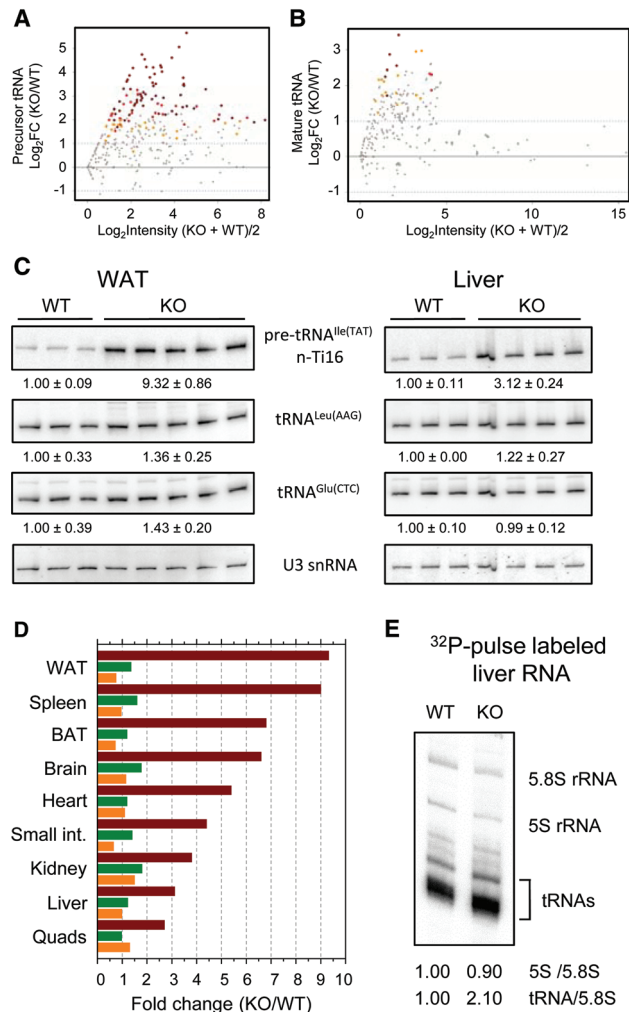 A
Precursor tRNA
Log2FC (KO/WT)
5
4
3
2
1
0
-1
0 2 4 6 8
Log2Intensity (KO + WT)/2
B
Mature tRNA
Log2FC (KO/WT)
3
2
1
0
-1
0 5 10 15
Log2Intensity (KO + WT)/2
C
WAT
Liver
WT KO
WT KO
pre-tRNA^Ile(TAT)
n-Ti16
1.00 ± 0.09 9.32 ± 0.86
1.00 ± 0.11 3.12 ± 0.24
tRNA^Leu(AAG)
1.00 ± 0.33 1.36 ± 0.25
1.00 ± 0.00 1.22 ± 0.27
tRNA^Glu(CTC)
1.00 ± 0.39 1.43 ± 0.20
1.00 ± 0.10 0.99 ± 0.12
U3 snRNA
D
WAT
Spleen
BAT
Brain
Heart
Small int.
Kidney
Liver
Quads
0 1 2 3 4 5 6 7 8 9 10
Fold change (KO/WT)
E
32P-pulse labeled
liver RNA
WT KO
5.8S rRNA
5S rRNA
tRNAs
1.00 0.90 5S /5.8S
1.00 2.10 tRNA/5.8S